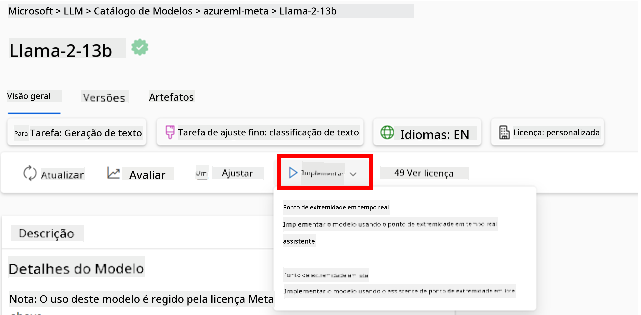 Microsoft > LLM > Catálogo de Modelos > azureml-meta > Llama-2-13b
Llama-2-13b
Visão geral Versões Artefatos
Para Tarefa: Geração de texto Tarefa de ajuste fino: classificação de texto Idiomas: EN Licença: personalizada
Atualizar Avaliar Um Ajustar Implementar 49 Ver licença
Ponto de extremidade em tempo real
Implementar o modelo usando o ponto de extremidade em tempo real
assistente
Descrição
Ponto de extremidade em lote
Detalhes do Modelo
Implementar o modelo usando o assistente de ponto de extremidade em lote
Nota: O uso deste modelo é regido pela licença Meta